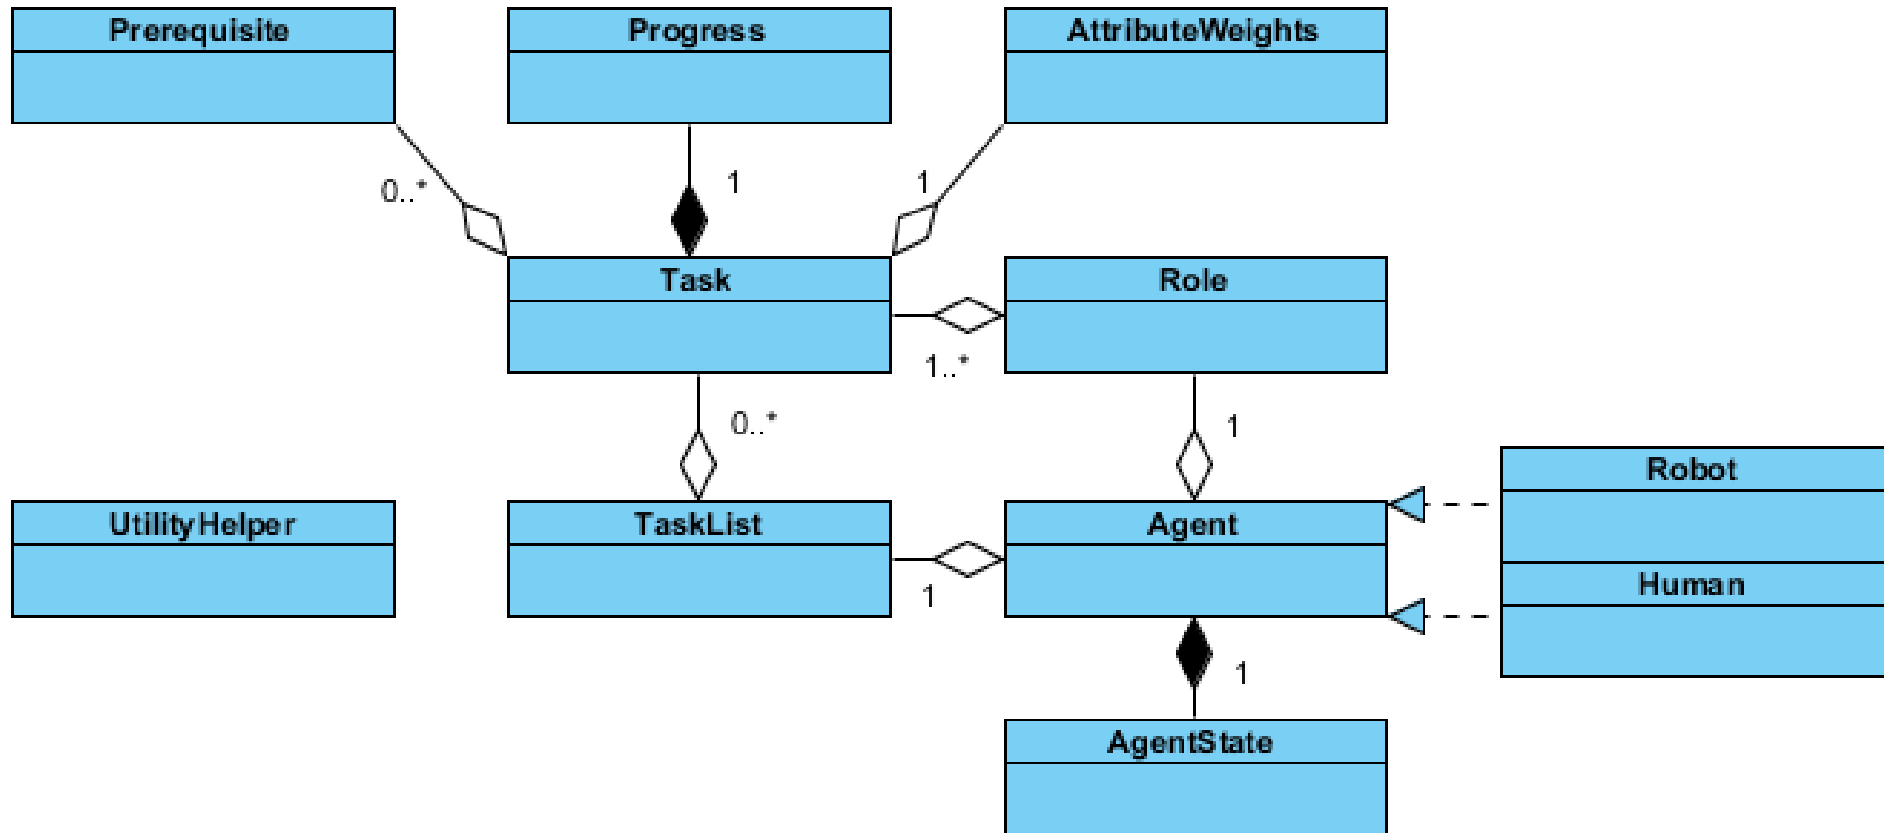 Prerequisite
Progress
AttributeWeights
0..*
1
1
Task
Role
1..*
0..*
1
Robot
UtilityHelper
TaskList
Agent
Human
1
1
AgentState